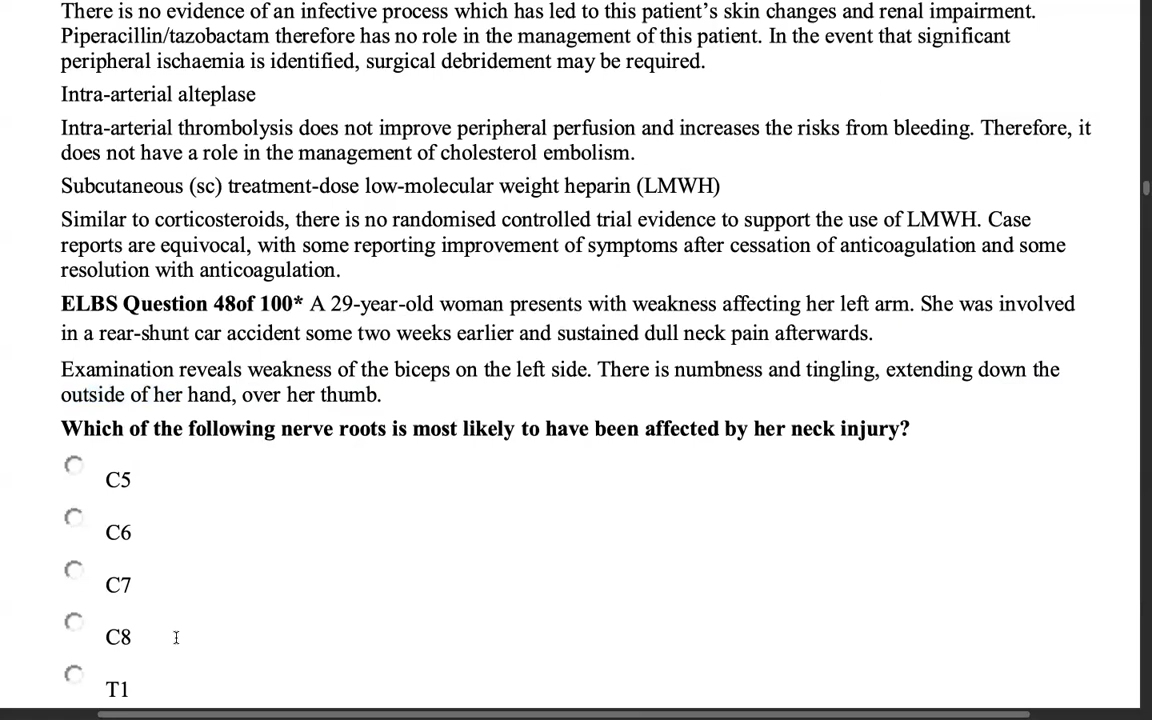 There is no evidence of an infective process which has led to this patient’s skin changes and renal impairment.
Piperacillin/tazobactam therefore has no role in the management of this patient. In the event that significant
peripheral ischaemia is identified, surgical debridement may be required.
Intra-arterial alteplase
Intra-arterial thrombolysis does not improve peripheral perfusion and increases the risks from bleeding. Therefore, it
does not have a role in the management of cholesterol embolism.
Subcutaneous (sc) treatment-dose low-molecular weight heparin (LMWH)
Similar to corticosteroids, there is no randomised controlled trial evidence to support the use of LMWH. Case
reports are equivocal, with some reporting improvement of symptoms after cessation of anticoagulation and some
resolution with anticoagulation.
ELBS Question 48of 100* A 29-year-old woman presents with weakness affecting her left arm. She was involved
in a rear-shunt car accident some two weeks earlier and sustained dull neck pain afterwards.
Examination reveals weakness of the biceps on the left side. There is numbness and tingling, extending down the
outside of her hand, over her thumb.
Which of the following nerve roots is most likely to have been affected by her neck injury?
C5
C6
C7
C8
T1